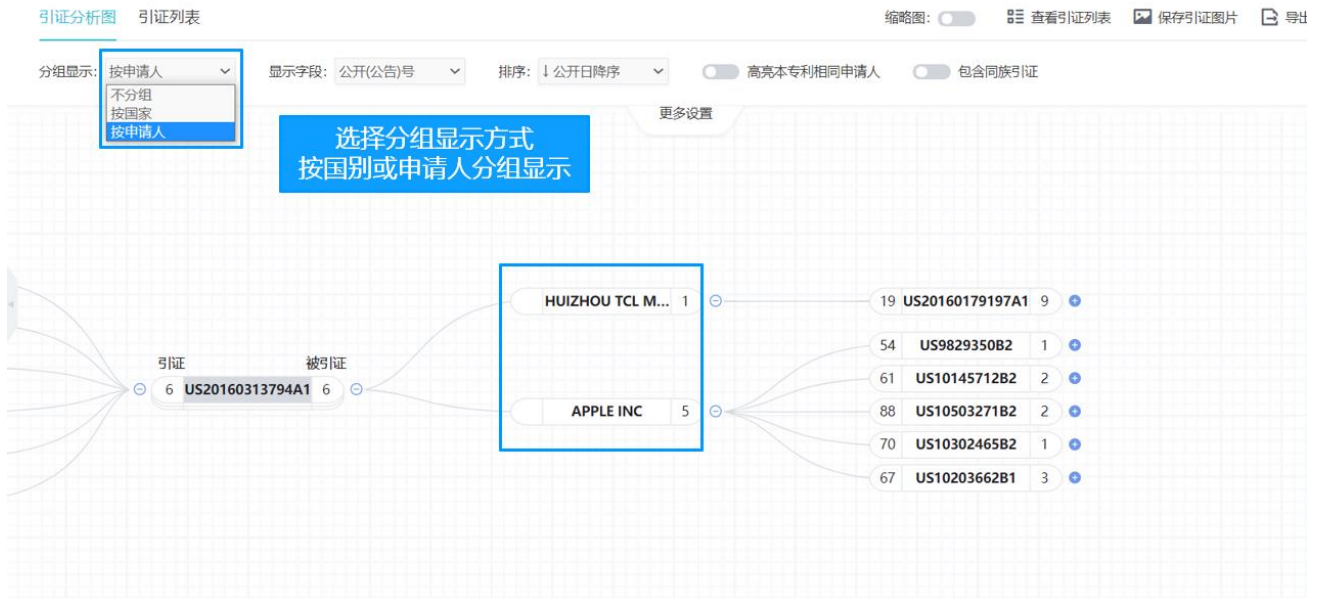 引证分析图 引证列表 缩略图: 查看引证列表 保存引证图片
分组显示: 按申请人 显示字段: 公开(公告)号 排序: ↓公开日降序 高亮本专利相同申请人 包含同族引证
不分组
按国家
按申请人
更多设置
选择分组显示方式
按国别或申请人分组显示
HUIZHOU TCL M... 1
19 US20160179197A1 9
54 US9829350B2 1
引证 被引证
6 US20160313794A1 6
61 US10145712B2 2
APPLE INC 5
88 US10503271B2 2
70 US10302465B2 1
67 US10203662B1 3